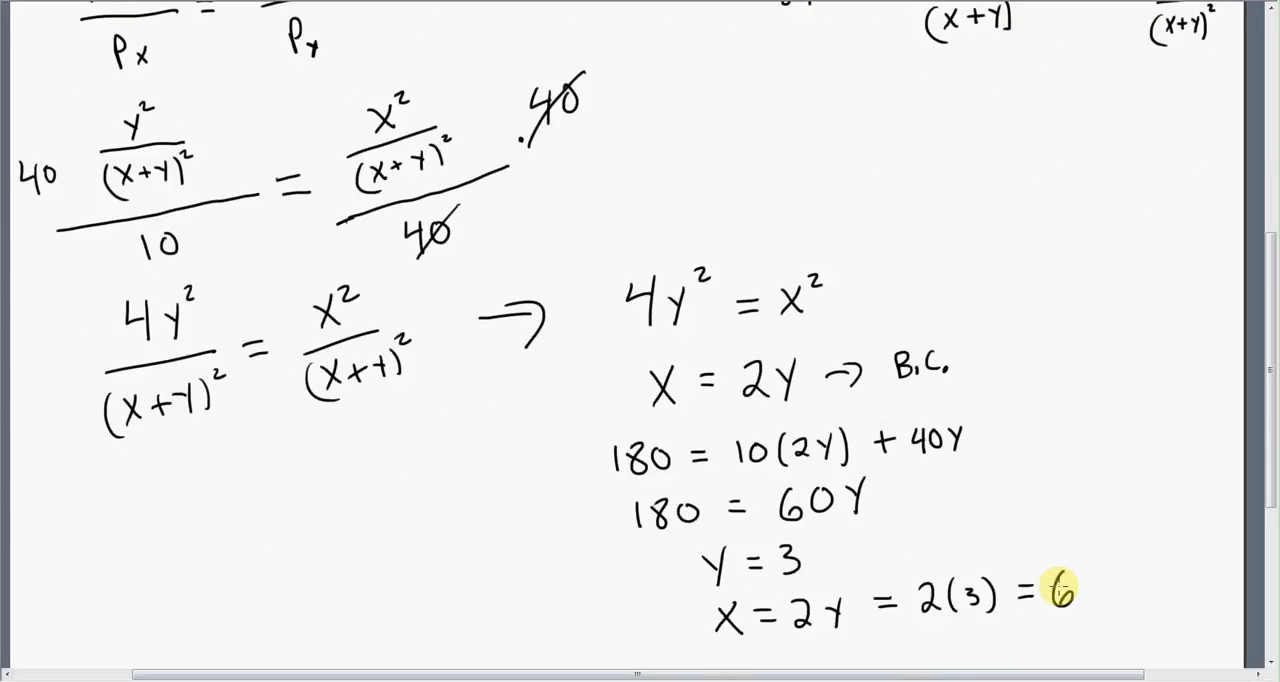 = 
Pₓ Pᵧ
(x+y] (x+y)²
40 y²/(x+y)² / 10 = x²/(x+y)² / 40 · 40
4y²/(x+y)² = x²/(x+y)² → 4y² = x²
x = 2y → B.C.
180 = 10(2y) + 40y
180 = 60y
y = 3
x = 2y = 2(3) = 6